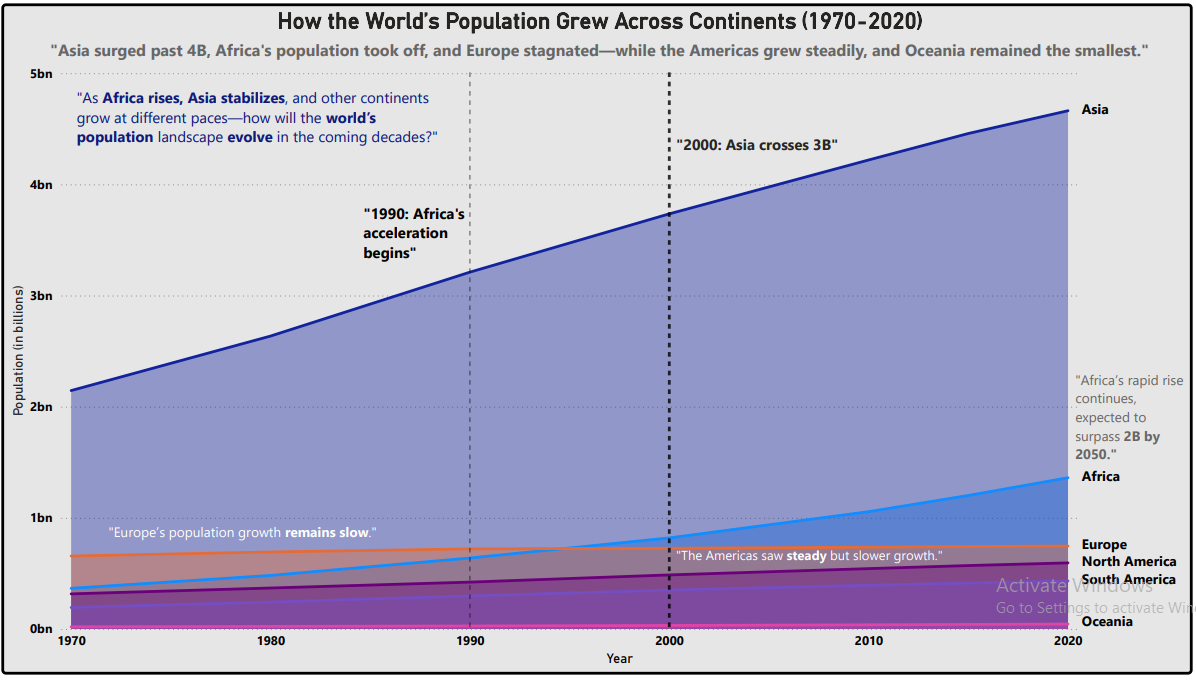 How the World's Population Grew Across Continents (1970-2020)
"Asia surged past 4B, Africa's population took off, and Europe stagnated—while the Americas grew steadily, and Oceania remained the smallest."
5bn
"As Africa rises, Asia stabilizes, and other continents
grow at different paces—how will the world's
population landscape evolve in the coming decades?"
Asia
"2000: Asia crosses 3B"
4bn
"1990: Africa's
acceleration
begins"
3bn
Population (in billions)
2bn
"Africa's rapid rise
continues,
expected to
surpass 2B by
2050."
Africa
1bn
"Europe's population growth remains slow."
Europe
"The Americas saw steady but slower growth."
North America
South America
Activate Windows
Go to Settings to activate
Oceania
0bn
1970 1980 1990 2000 2010 2020
Year